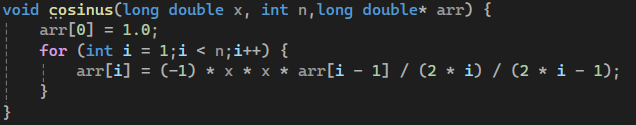 void cosinus(long double x, int n,long double* arr) {
arr[0] = 1.0;
for (int i = 1;i < n;i++) {
arr[i] = (-1) * x * x * arr[i - 1] / (2 * i) / (2 * i - 1);
}
}